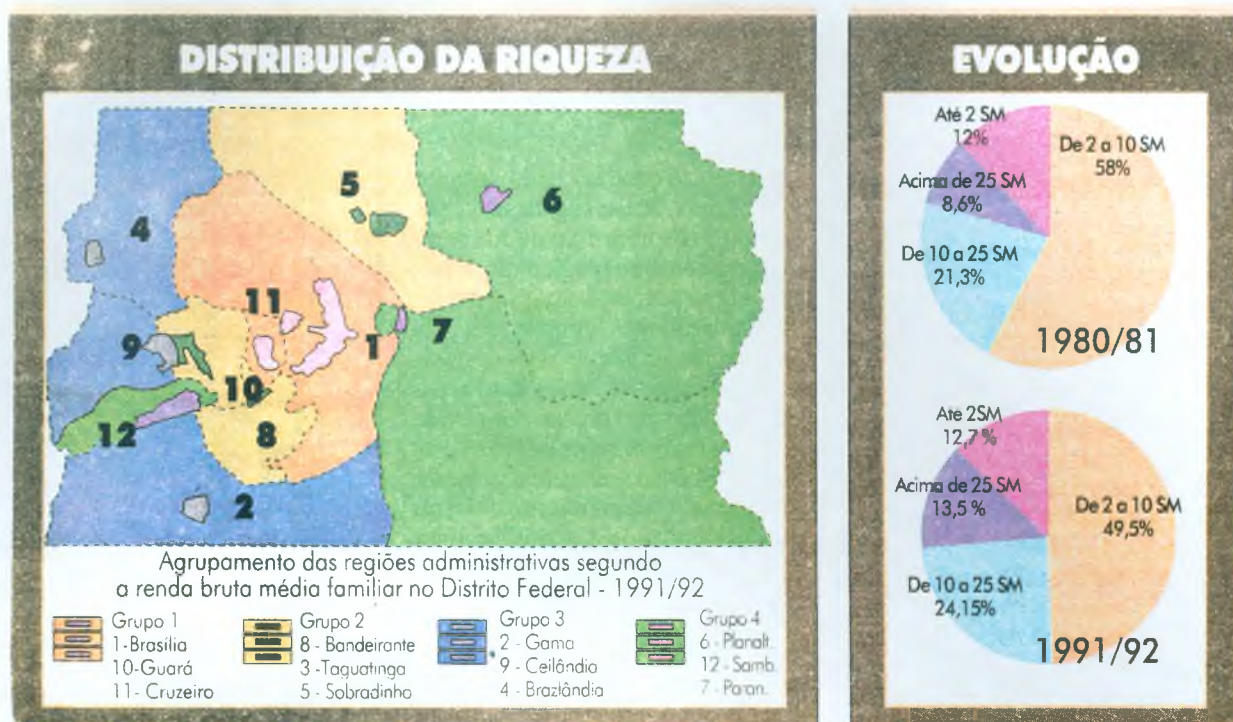 DISTRIBUIÇÃO DA RIQUEZA
4
5
6
11
9
1
7
10
12
8
2
Agrupamento das regiões administrativas segundo
a renda bruta média familiar no Distrito Federal - 1991/92
Grupo 1
1-Brasília
10-Guará
11-Cruzeiro
Grupo 2
8 - Bandeirante
3 - Taguatinga
5 - Sobradinho
Grupo 3
2 - Gama
9 - Ceilândia
4 - Brazlândia
Grupo 4
6 - Planalt.
12 - Samb.
7 - Paran.
EVOLUÇÃO
Até 2 SM
12%
De 2 a 10 SM
58%
Acima de 25 SM
8,6%
De 10 a 25 SM
21,3%
1980/81
Até 2SM
12,7 %
Acima de 25 SM
13,5 %
De 2 a 10 SM
49,5%
De 10 a 25 SM
24,15%
1991/92